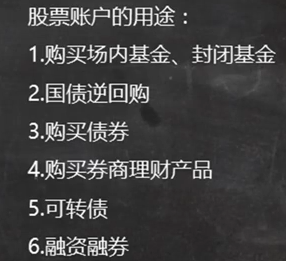 股票账户的用途：
1.购买场内基金、封闭基金
2.国债逆回购
3.购买债券
4.购买券商理财产品
5.可转债
6.融资融券